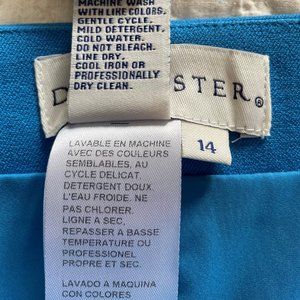 MACHINE WASH
WITH LIKE COLORS.
GENTLE CYCLE.
MILD DETERGENT,
COLD WATER.
DO NOT BLEACH.
LINE DRY.
COOL IRON OR
PROFESSIONALLY
DRY CLEAN.
D STER®
14
LAVABLE EN MACHINE
AVEC DES COULEURS
SEMBLABLES, AU
CYCLE DELICAT.
DETERGENT DOUX.
L'EAU FROIDE. NE
PAS CHLORER.
LIGNE A SEC,
REPASSER A BASSE
TEMPERATURE OU
PROFESSIONEL
PROPRE ET SEC.
LAVADO A MAQUINA
CON COLORES